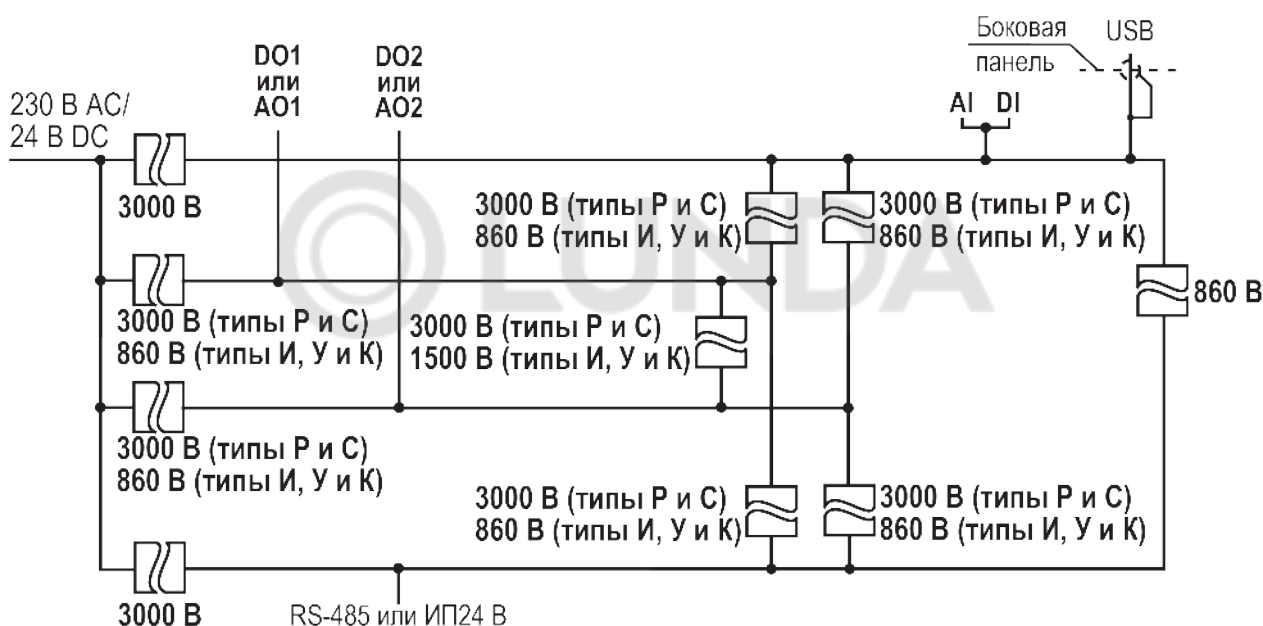 Боковая
панель
USB
DO1
или
AO1
DO2
или
AO2
230 В AC/
24 В DC
AI DI
3000 В
3000 В (типы Р и С)
860 В (типы И, У и К)
3000 В (типы Р и С)
860 В (типы И, У и К)
LUNDA
860 В
3000 В (типы Р и С)
860 В (типы И, У и К)
3000 В (типы Р и С)
1500 В (типы И, У и К)
3000 В (типы Р и С)
860 В (типы И, У и К)
3000 В (типы Р и С)
860 В (типы И, У и К)
3000 В (типы Р и С)
860 В (типы И, У и К)
3000 В
RS-485 или ИП24 В